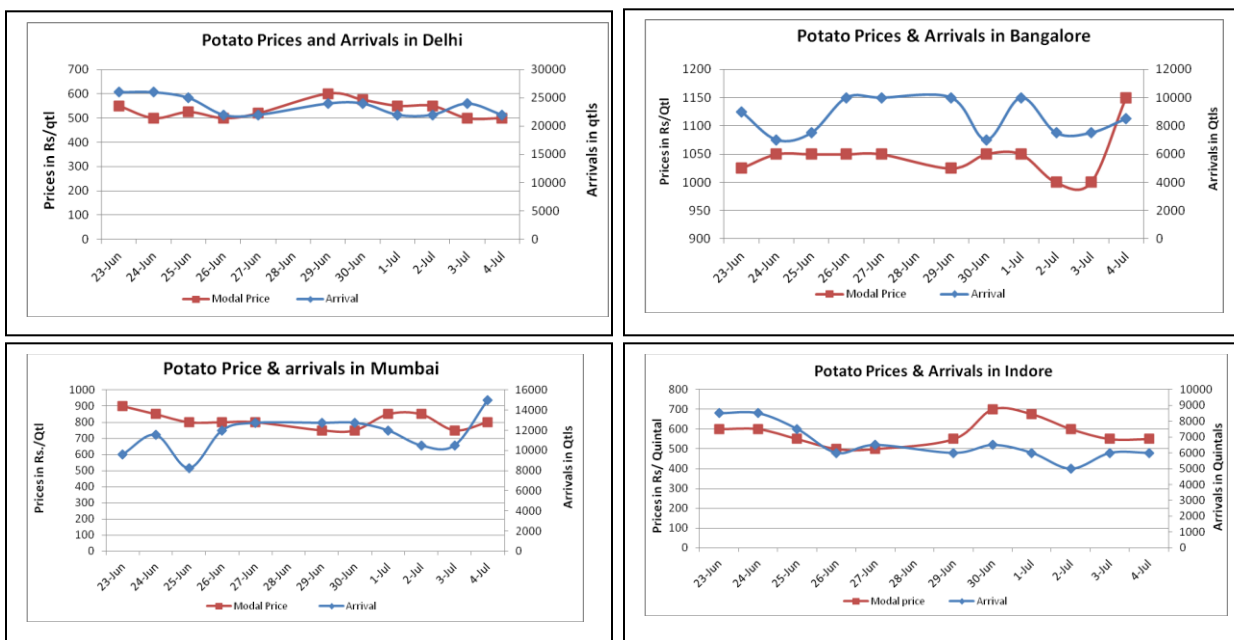 Potato Prices and Arrivals in Delhi
Prices in Rs/qtl
700
600
500
400
300
200
100
0
30000
25000
20000
15000
10000
5000
0
Arrivals in qtls
23-Jun
24-Jun
25-Jun
26-Jun
27-Jun
28-Jun
29-Jun
30-Jun
1-Jul
2-Jul
3-Jul
4-Jul
Modal Price Arrival
Potato Prices & Arrivals in Bangalore
Prices in Rs/Qtl
1200
1150
1100
1050
1000
950
900
12000
10000
8000
6000
4000
2000
0
Arrivals in Qtls
23-Jun
24-Jun
25-Jun
26-Jun
27-Jun
28-Jun
29-Jun
30-Jun
1-Jul
2-Jul
3-Jul
4-Jul
Modal Price Arrival
Potato Price & arrivals in Mumbai
Prices in Rs,/Qtl
1000
900
800
700
600
500
400
300
200
100
0
16000
14000
12000
10000
8000
6000
4000
2000
0
Arrivals in Qtls
23-Jun
24-Jun
25-Jun
26-Jun
27-Jun
28-Jun
29-Jun
30-Jun
1-Jul
2-Jul
3-Jul
4-Jul
Modal Price Arrival
Potato Prices & Arrivals in Indore
Prices in Rs/ Quintal
800
700
600
500
400
300
200
100
0
10000
9000
8000
7000
6000
5000
4000
3000
2000
1000
0
Arrivals in Quintals
23-Jun
24-Jun
25-Jun
26-Jun
27-Jun
28-Jun
29-Jun
30-Jun
1-Jul
2-Jul
3-Jul
4-Jul
Modal price Arrival